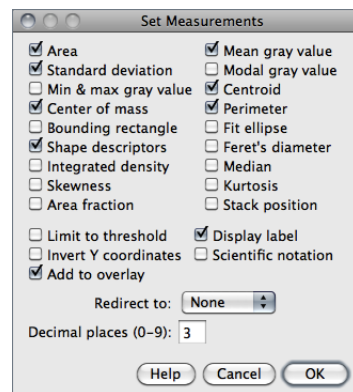 Set Measurements
Area Mean gray value
Standard deviation Modal gray value
Min & max gray value Centroid
Center of mass Perimeter
Bounding rectangle Fit ellipse
Shape descriptors Feret's diameter
Integrated density Median
Skewness Kurtosis
Area fraction Stack position
Limit to threshold Display label
Invert Y coordinates Scientific notation
Add to overlay
Redirect to: None
Decimal places (0-9): 3
Help Cancel OK